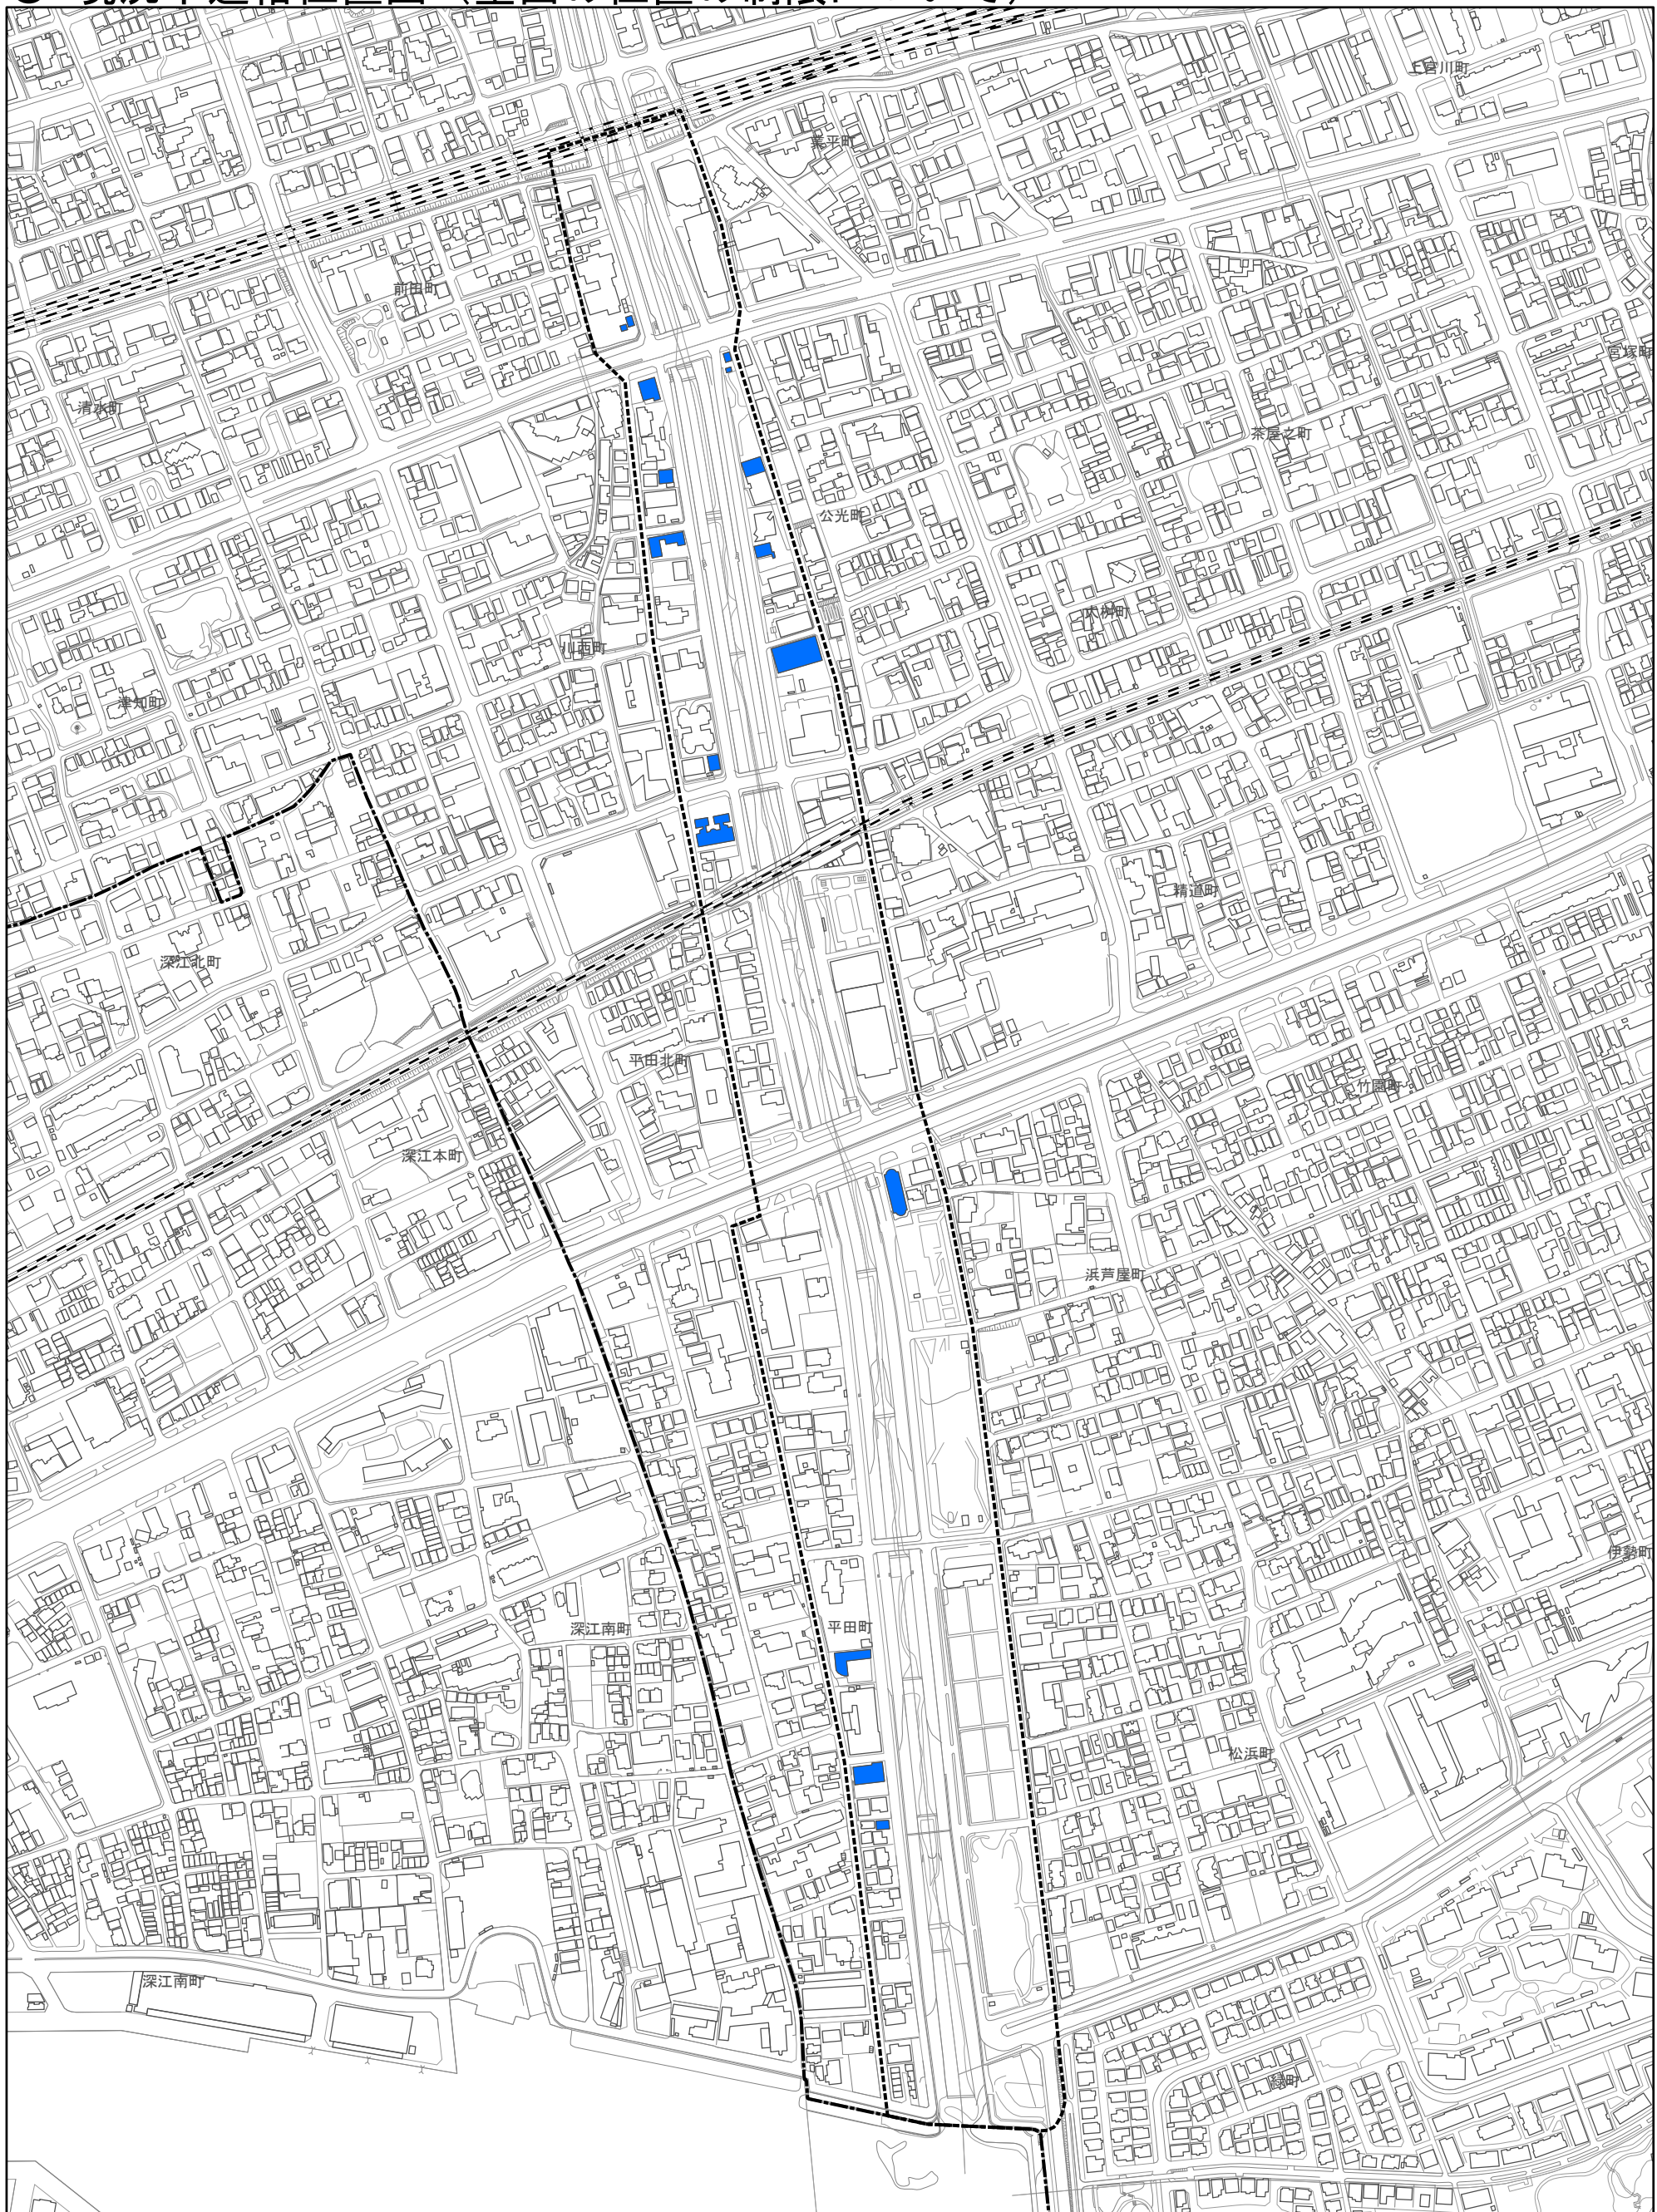 上宮川町
業平町
前田町
宮塚町
清水町
茶屋之町
公光町
大桝町
川西町
津知町
精道町
深江北町
平田北町
竹園町
深江本町
浜芦屋町
伊勢町
深江南町
平田町
松浜町
深江南町
緑町